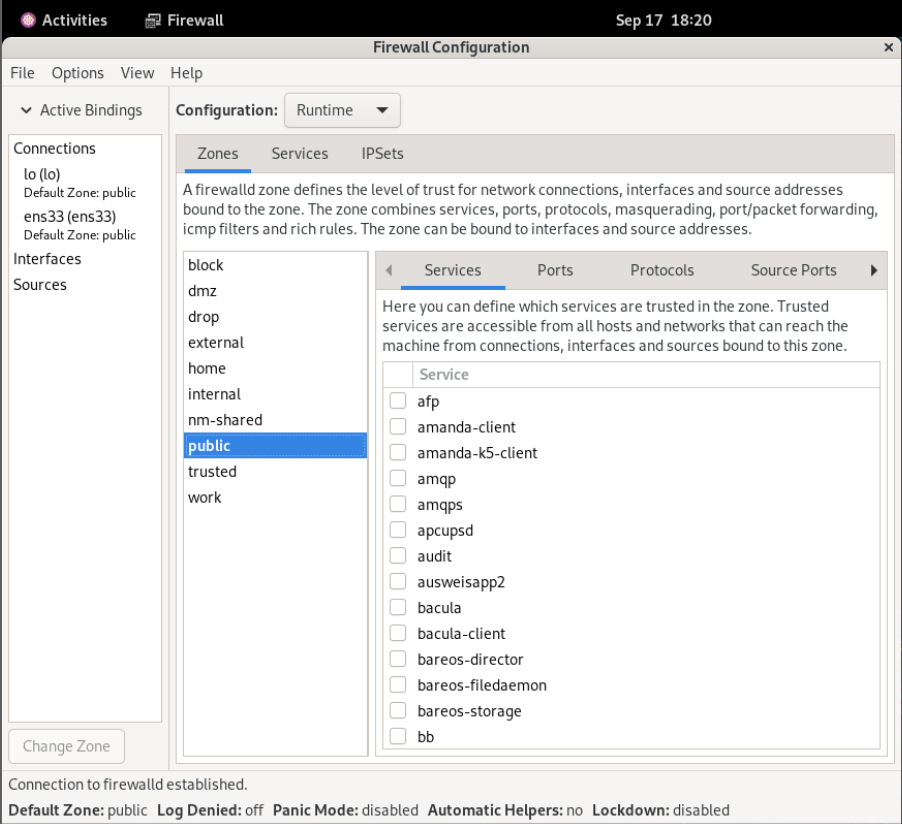 Activities Firewall Sep 17 18:20
Firewall Configuration ×
File Options View Help
Active Bindings
Connections
lo (lo)
Default Zone: public
ens33 (ens33)
Default Zone: public
Interfaces
Sources
Change Zone
Configuration: Runtime
Zones Services IPSets
A firewalld zone defines the level of trust for network connections, interfaces and source addresses
bound to the zone. The zone combines services, ports, protocols, masquerading, port/packet forwarding,
icmp filters and rich rules. The zone can be bound to interfaces and source addresses.
block
dmz
drop
external
home
internal
nm-shared
public
trusted
work
Services Ports Protocols Source Ports
Here you can define which services are trusted in the zone. Trusted
services are accessible from all hosts and networks that can reach the
machine from connections, interfaces and sources bound to this zone.
Service
afp
amanda-client
amanda-k5-client
amqp
amqps
apcupsd
audit
ausweisapp2
bacula
bacula-client
bareos-director
bareos-filedaemon
bareos-storage
bb
Connection to firewalld established.
Default Zone: public Log Denied: off Panic Mode: disabled Automatic Helpers: no Lockdown: disabled